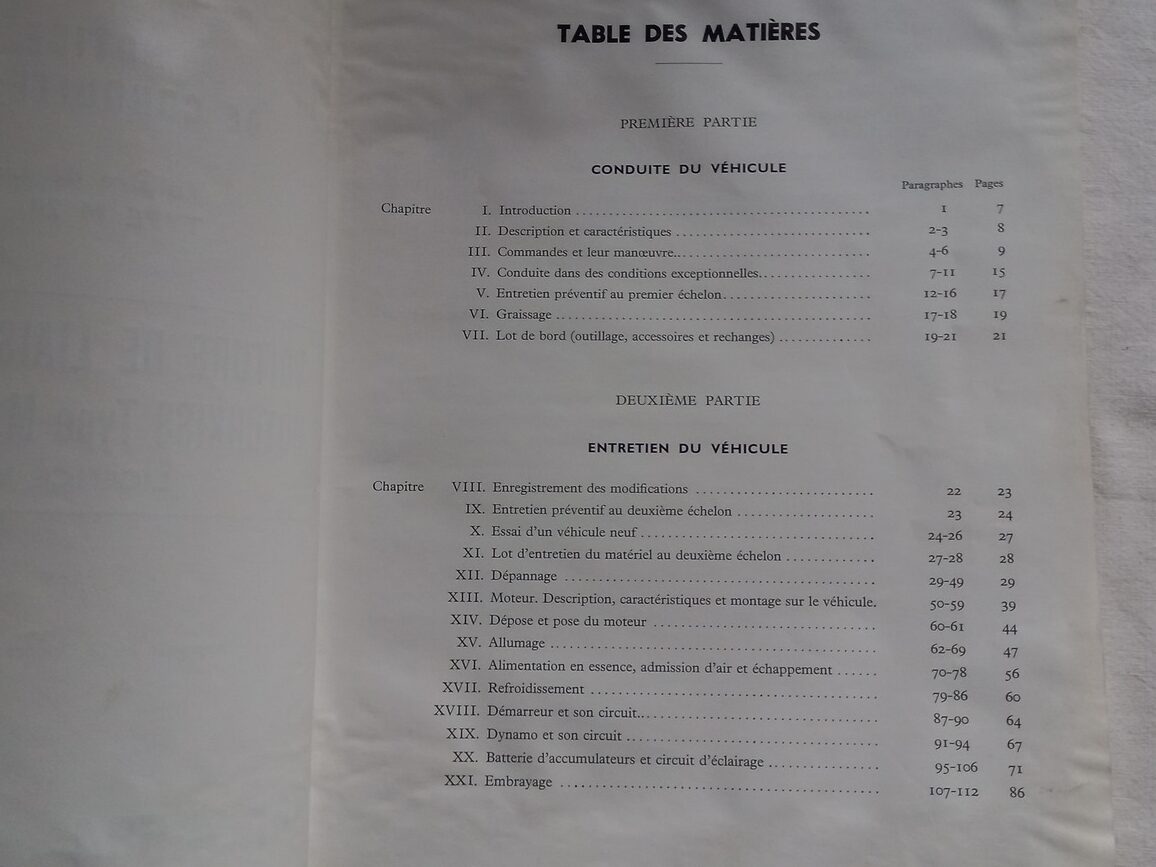 TABLE DES MATIÈRES
PREMIÈRE PARTIE
CONDUITE DU VÉHICULE
Paragraphes Pages
Chapitre I. Introduction ........ 1 7
II. Description et caractéristiques ........ 2-3 8
III. Commandes et leur manœuvre........ 4-6 9
IV. Conduite dans des conditions exceptionnelles........ 7-11 15
V. Entretien préventif au premier échelon........ 12-16 17
VI. Graissage ........ 17-18 19
VII. Lot de bord (outillage, accessoires et rechanges) ........ 19-21 21
DEUXIÈME PARTIE
ENTRETIEN DU VÉHICULE
Chapitre VIII. Enregistrement des modifications ........ 22 23
IX. Entretien préventif au deuxième échelon ........ 23 24
X. Essai d'un véhicule neuf ........ 24-26 27
XI. Lot d'entretien du matériel au deuxième échelon ........ 27-28 28
XII. Dépannage ........ 29-49 29
XIII. Moteur. Description, caractéristiques et montage sur le véhicule. 50-59 39
XIV. Dépose et pose du moteur ........ 60-61 44
XV. Allumage ........ 62-69 47
XVI. Alimentation en essence, admission d'air et échappement ...... 70-78 56
XVII. Refroidissement ........ 79-86 60
XVIII. Démarreur et son circuit........ 87-90 64
XIX. Dynamo et son circuit ........ 91-94 67
XX. Batterie d'accumulateurs et circuit d'éclairage ........ 95-106 71
XXI. Embrayage ........ 107-112 86